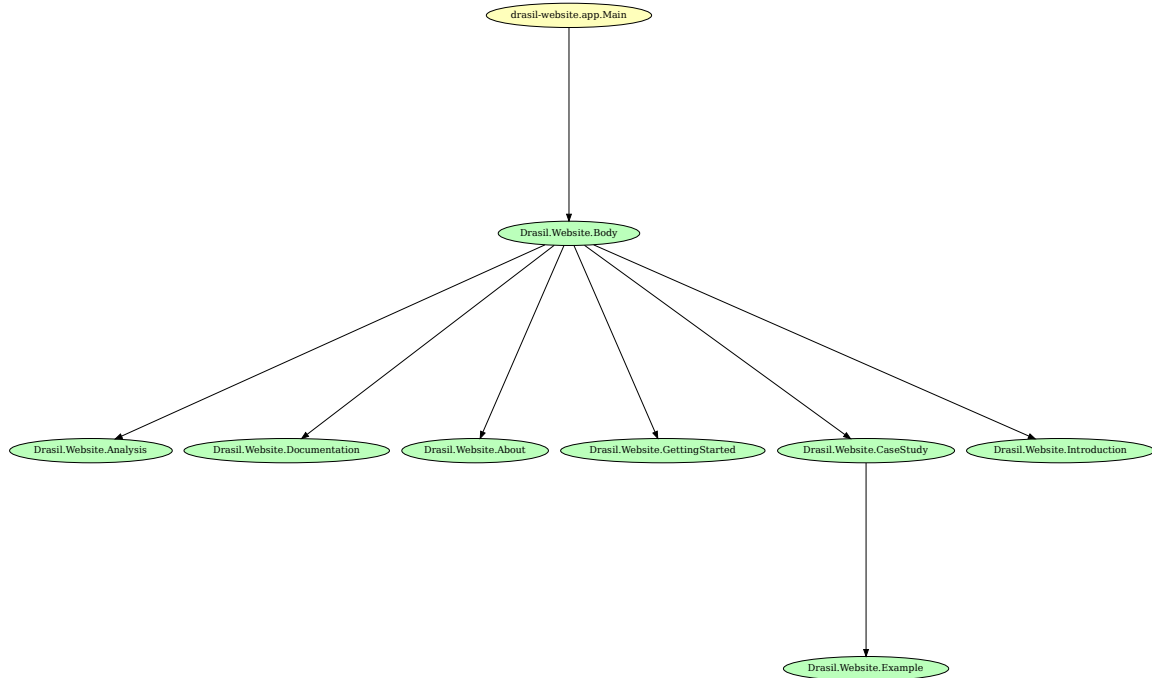 drasil-website.app.Main
Drasil.Website.Body
Drasil.Website.Analysis
Drasil.Website.Documentation
Drasil.Website.About
Drasil.Website.GettingStarted
Drasil.Website.CaseStudy
Drasil.Website.Introduction
Drasil.Website.Example